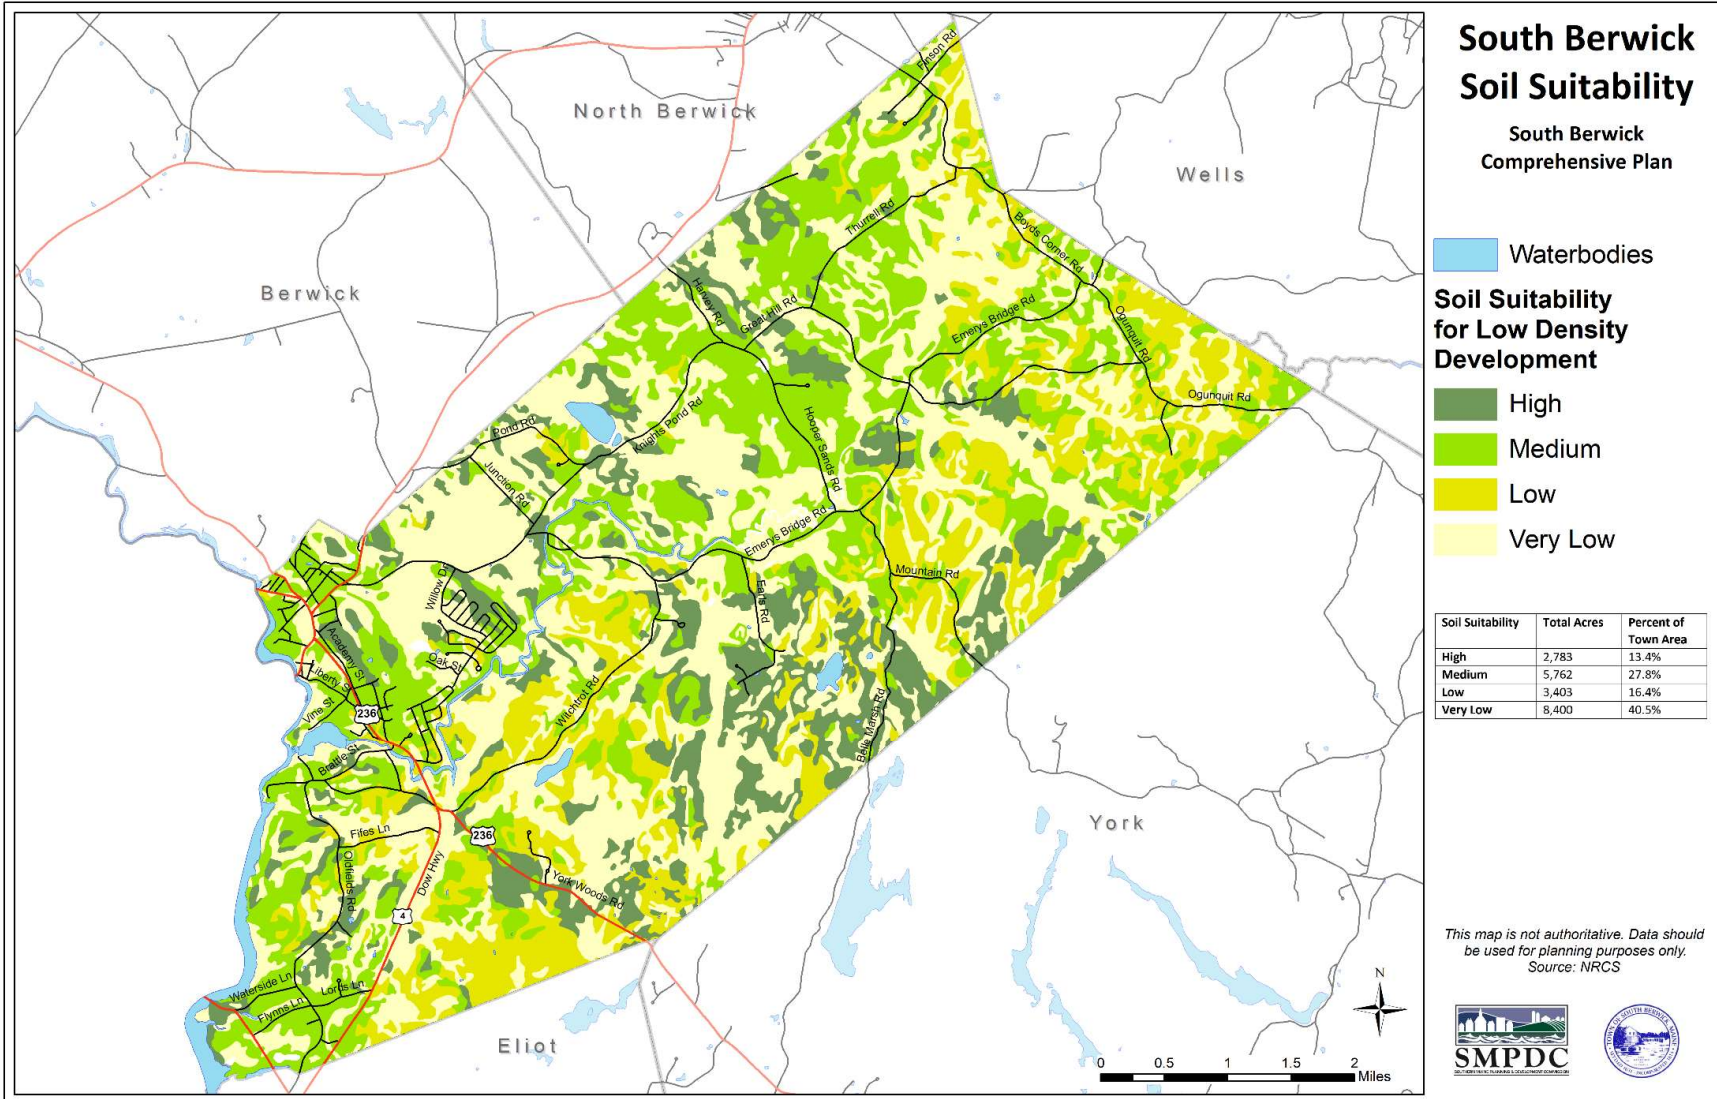 South Berwick
Soil Suitability
South Berwick
Comprehensive Plan
Waterbodies
Soil Suitability
for Low Density
Development
High
Medium
Low
Very Low
Soil Suitability Total Acres Percent of
Town Area
High 2,783 13.4%
Medium 5,762 27.8%
Low 3,403 16.4%
Very Low 8,400 40.5%
This map is not authoritative. Data should
be used for planning purposes only.
Source: NRCS
SMPDC
N
0 0.5 1 1.5 2
Miles
North Berwick
Wells
Berwick
York
Eliot
Thurrell Rd
Boyds Corner Rd
Harvey Rd
Great Hill Rd
Emerys Bridge Rd
Ogunquit Rd
Ogunquit Rd
Pond Rd
Knights Pond Rd
Hooper Sands Rd
Junction Rd
Emerys Bridge Rd
Mountain Rd
Earls Rd
Willow Dr
Academy St
Oak St
Liberty St
Vine St
236
Witchtrot Rd
Belle Marsh Rd
Brattle St
Fifes Ln
236
Oldfields Rd
Dow Hwy
York Woods Rd
4
Waterside Ln
Lords Ln
Flynns Ln